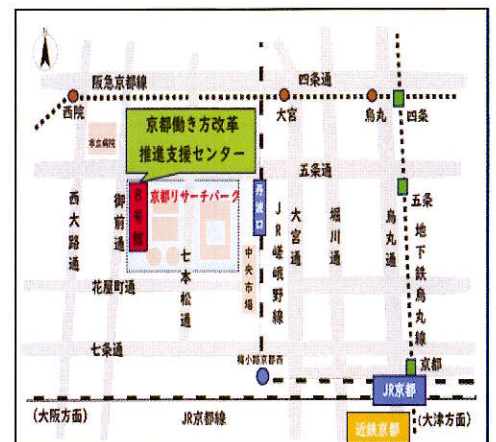 N
阪急京都線
四条通
西院
大宮
烏丸
四条
京都働き方改革
推進支援センター
市立病院
五条通
五条
8号館
京都リサーチパーク
丹波口
西大路通
御前通
七本松通
中央市場
JR嵯峨野線
大宮通
堀川通
烏丸通
地下鉄烏丸線
花屋町通
七条通
梅小路京都西
京都
JR京都
(大阪方面)
JR京都線
近鉄京都
(大津方面)